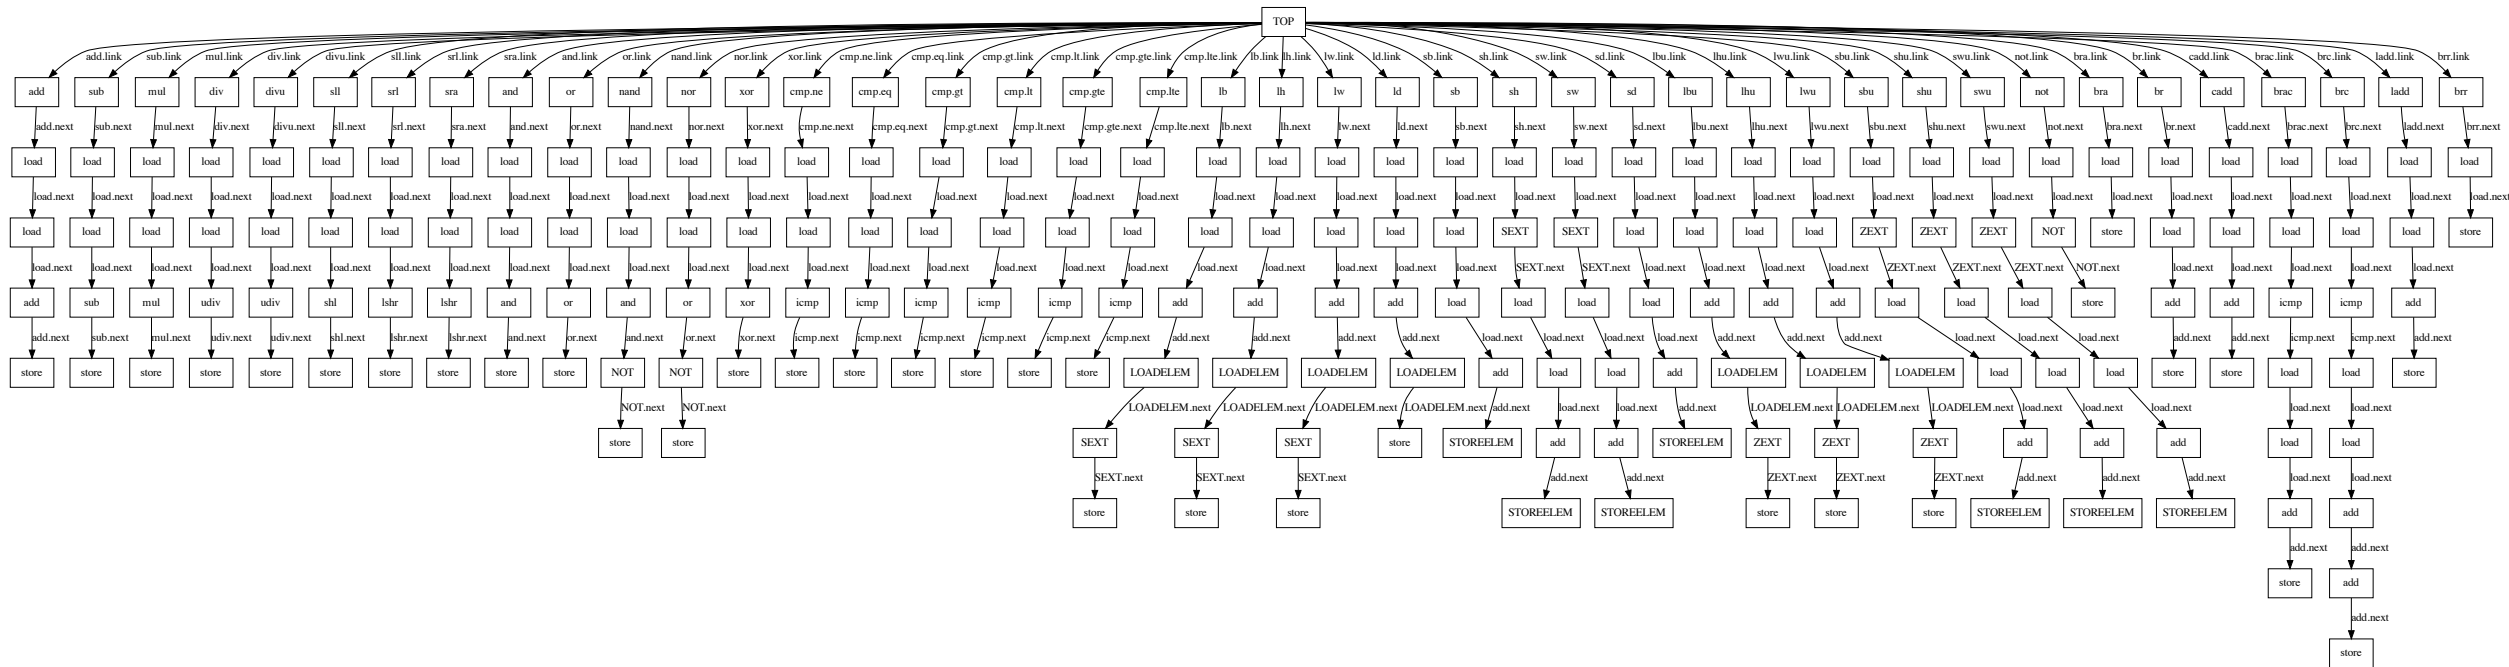 TOP
add.link sub.link mul.link div.link divu.link sll.link srl.link sra.link and.link or.link nand.link nor.link xor.link cmp.ne.link cmp.eq.link cmp.gt.link cmp.lt.link cmp.gte.link cmp.lte.link lb.link lh.link lw.link ld.link sb.link sh.link sw.link sd.link lbu.link lhu.link lwu.link sbu.link shu.link swu.link not.link bra.link br.link cadd.link brac.link brc.link ladd.link brr.link
add sub mul div divu sll srl sra and or nand nor xor cmp.ne cmp.eq cmp.gt cmp.lt cmp.gte cmp.lte lb lh lw ld sb sh sw sd lbu lhu lwu sbu shu swu not bra br cadd brac brc ladd brr
add.next sub.next mul.next div.next divu.next sll.next srl.next sra.next and.next or.next nand.next nor.next xor.next cmp.ne.next cmp.eq.next cmp.gt.next cmp.lt.next cmp.gte.next cmp.lte.next lb.next lh.next lw.next ld.next sb.next sh.next sw.next sd.next lbu.next lhu.next lwu.next sbu.next shu.next swu.next not.next bra.next br.next cadd.next brac.next brc.next ladd.next brr.next
load load load load load load load load load load load load load load load load load load load load load load load load load load load load load load load load load load load load load load load load load
load.next load.next load.next load.next load.next load.next load.next load.next load.next load.next load.next load.next load.next load.next load.next load.next load.next load.next load.next load.next load.next load.next load.next load.next load.next load.next load.next load.next load.next load.next load.next load.next load.next load.next load.next load.next load.next load.next load.next load.next load.next
load load load load load load load load load load load load load load load load load load load load load load load load SEXT SEXT load load load load ZEXT ZEXT ZEXT NOT store load load load load load store
load.next load.next load.next load.next load.next load.next load.next load.next load.next load.next load.next load.next load.next load.next load.next load.next load.next load.next load.next load.next load.next load.next load.next load.next SEXT.next SEXT.next load.next load.next load.next load.next ZEXT.next ZEXT.next ZEXT.next NOT.next load.next load.next load.next load.next load.next
add sub mul udiv udiv shl lshr lshr and or and or xor icmp icmp icmp icmp icmp icmp add add add add load load load load add add add load load load store add add icmp icmp add
add.next sub.next mul.next udiv.next udiv.next shl.next lshr.next lshr.next and.next or.next and.next or.next xor.next icmp.next icmp.next icmp.next icmp.next icmp.next icmp.next add.next add.next add.next add.next load.next load.next load.next load.next add.next add.next add.next load.next load.next load.next add.next add.next icmp.next icmp.next add.next
store store store store store store store store store store NOT NOT store store store store store store store LOADELEM LOADELEM LOADELEM LOADELEM add load load add LOADELEM LOADELEM LOADELEM load load load store store load load store
NOT.next NOT.next LOADELEM.next LOADELEM.next LOADELEM.next LOADELEM.next add.next load.next load.next add.next LOADELEM.next LOADELEM.next LOADELEM.next load.next load.next load.next load.next load.next
store store SEXT SEXT SEXT store STOREELEM add add STOREELEM ZEXT ZEXT ZEXT add add add load load
SEXT.next SEXT.next SEXT.next add.next add.next ZEXT.next ZEXT.next ZEXT.next add.next add.next add.next load.next load.next
store store store STOREELEM STOREELEM store store store STOREELEM STOREELEM STOREELEM add add
add.next add.next
store add
add.next
store